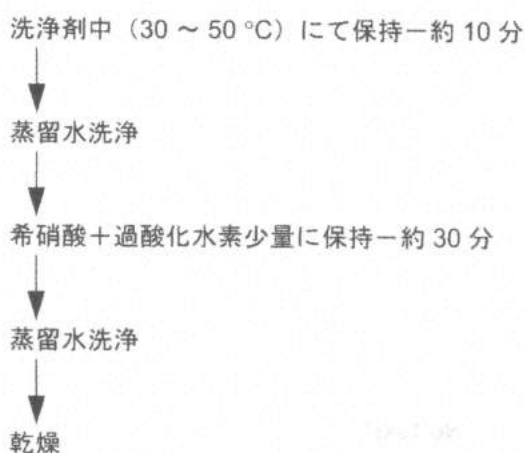 洗浄剤中（30 ～ 50 °C）にて保持－約 10 分
蒸留水洗浄
希硝酸＋過酸化水素少量に保持－約 30 分
蒸留水洗浄
乾燥